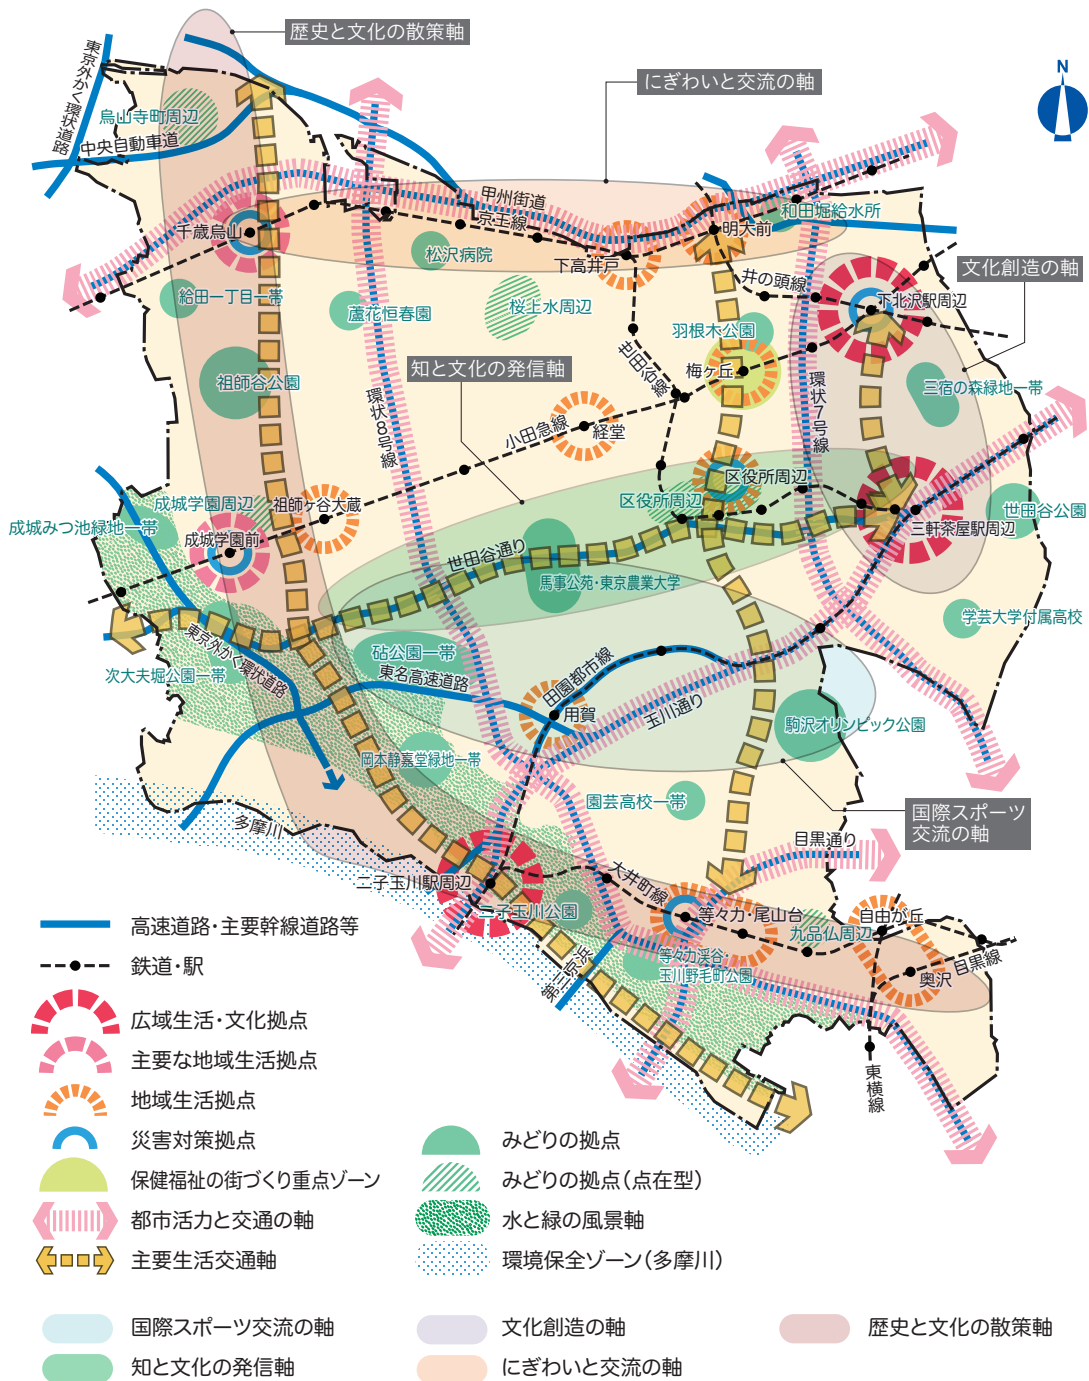 歴史と文化の散策軸
東京外かく環状道路
にぎわいと交流の軸
N
烏山寺町周辺
中央自動車道
甲州街道
京王線
和田堀給水所
千歳烏山
明大前
松沢病院
下高井戸
文化創造の軸
井の頭線
給田一丁目一帯
蘆花恒春園
桜上水周辺
下北沢駅周辺
羽根木公園
世田谷線
知と文化の発信軸
梅ヶ丘
祖師谷公園
環状7号線
三宿の森緑地一帯
環状8号線
小田急線
経堂
区役所周辺
成城学園周辺
祖師ヶ谷大蔵
区役所周辺
成城みつ池緑地一帯
世田谷公園
成城学園前
三軒茶屋駅周辺
世田谷通り
馬事公苑・東京農業大学
学芸大学付属高校
東京外かく環状道路
砧公園一帯
次大夫堀公園一帯
東名高速道路
田園都市線
用賀
玉川通り
駒沢オリンピック公園
岡本静嘉堂緑地一帯
園芸高校一帯
国際スポーツ
交流の軸
多摩川
目黒通り
二子玉川駅周辺
大井町線
二子玉川公園
等々力・尾山台
自由が丘
九品仏周辺
等々力渓谷・
玉川野毛町公園
第三京浜
奥沢
目黒線
東横線
高速道路・主要幹線道路等
鉄道・駅
広域生活・文化拠点
主要な地域生活拠点
地域生活拠点
災害対策拠点
保健福祉の街づくり重点ゾーン
都市活力と交通の軸
主要生活交通軸
みどりの拠点
みどりの拠点(点在型)
水と緑の風景軸
環境保全ゾーン(多摩川)
国際スポーツ交流の軸
文化創造の軸
歴史と文化の散策軸
知と文化の発信軸
にぎわいと交流の軸